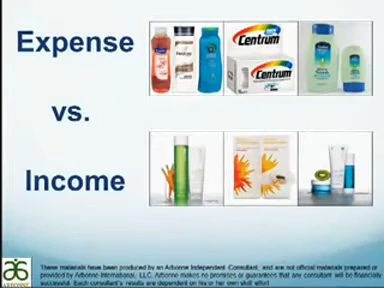 Expense
vs.
Income
Centrum
Centrum
These materials have been produced by an Arbonne Independent Consultant, and are not official materials prepared or
provided by Arbonne International, LLC. Arbonne makes no promises or guarantees that any consultant will be financially
successful. Each consultant's results are dependent on his or her own skill effort
ARBONNE